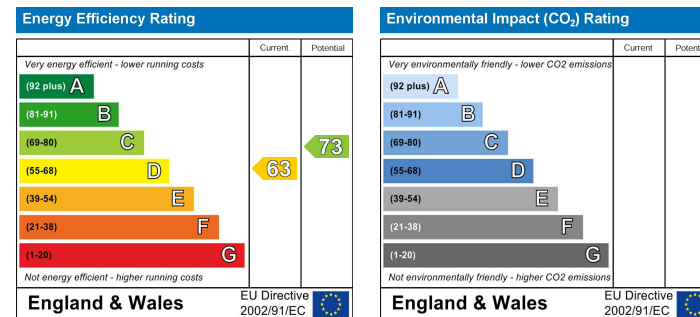 Energy Efficiency Rating
Current Potential
Very energy efficient - lower running costs
(92 plus) A
(81-91) B
(69-80) C
73
(55-68) D
63
(39-54) E
(21-38) F
(1-20) G
Not energy efficient - higher running costs
England & Wales
EU Directive
2002/91/EC
Environmental Impact (CO₂) Rating
Current Potent
Very environmentally friendly - lower CO2 emissions
(92 plus) A
(81-91) B
(69-80) C
(55-68) D
(39-54) E
(21-38) F
(1-20) G
Not environmentally friendly - higher CO2 emissions
England & Wales
EU Directive
2002/91/EC